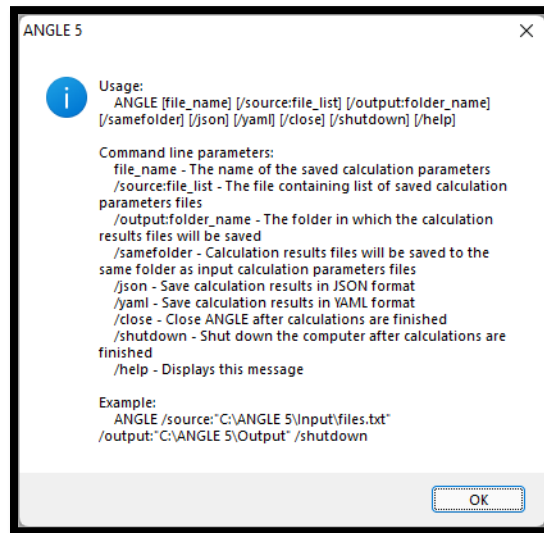 ANGLE 5
Usage:
ANGLE [file_name] [/source:file_list] [/output:folder_name]
[/samefolder] [/json] [/yaml] [/close] [/shutdown] [/help]
Command line parameters:
file_name - The name of the saved calculation parameters
/source:file_list - The file containing list of saved calculation
parameters files
/output:folder_name - The folder in which the calculation
results files will be saved
/samefolder - Calculation results files will be saved to the
same folder as input calculation parameters files
/json - Save calculation results in JSON format
/yaml - Save calculation results in YAML format
/close - Close ANGLE after calculations are finished
/shutdown - Shut down the computer after calculations are
finished
/help - Displays this message
Example:
ANGLE /source:"C:\ANGLE 5\Input\files.txt"
/output:"C:\ANGLE 5\Output" /shutdown
OK